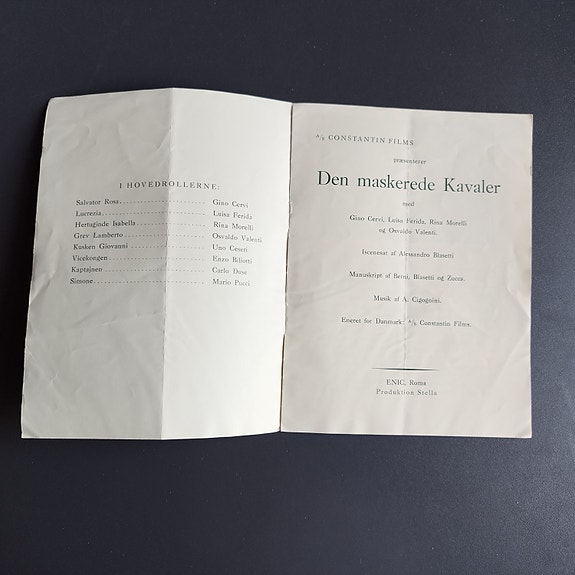 I HOVEDROLLERNE:
Salvator Rosa.................... Gino Cervi
Lucrezia.................... Luisa Ferida
Hertuginde Isabella.................... Rina Morelli
Grev Lamberto.................... Osvaldo Valenti
Kusken Giovanni.................... Uno Ceseri
Vicekongen.................... Enzo Biliotti
Kaptajnen.................... Carlo Duse
Simone.................... Mario Pucci
A/S CONSTANTIN FILMS
præsenterer
Den maskerede Kavaler
med
Gino Cervi, Luisa Ferida, Rina Morelli
og Osvaldo Valenti.
Iscenesat af Alessandro Blasetti
Manuskript af Berni, Blasetti og Zucca.
Musik af A. Cigognini.
Eneret for Danmark: A/S Constantin Films.
ENIC, Roma
Produktion Stella